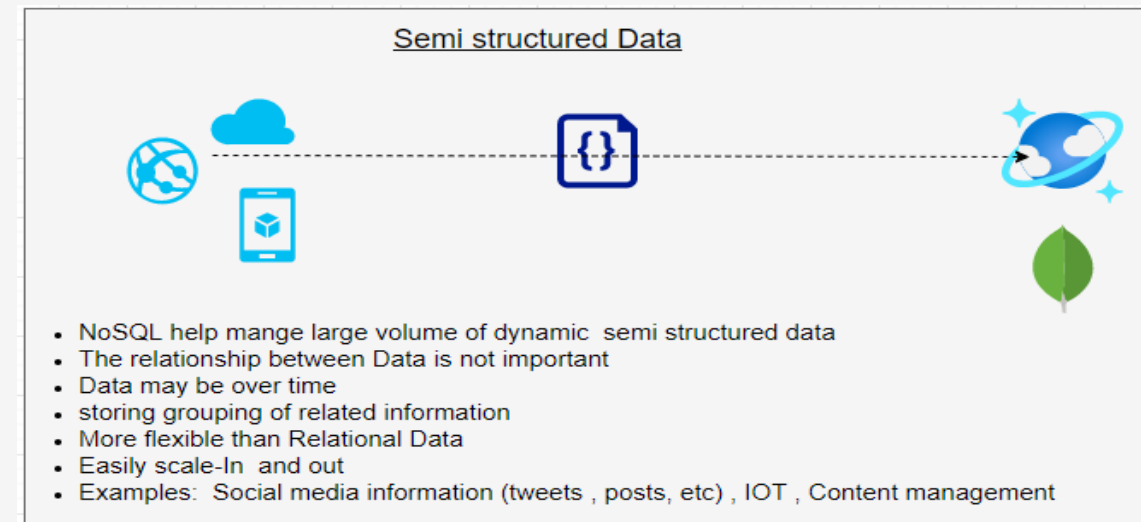 Semi structured Data
{}
• NoSQL help mange large volume of dynamic semi structured data
• The relationship between Data is not important
• Data may be over time
• storing grouping of related information
• More flexible than Relational Data
• Easily scale-In and out
• Examples: Social media information (tweets , posts, etc) , IOT , Content management